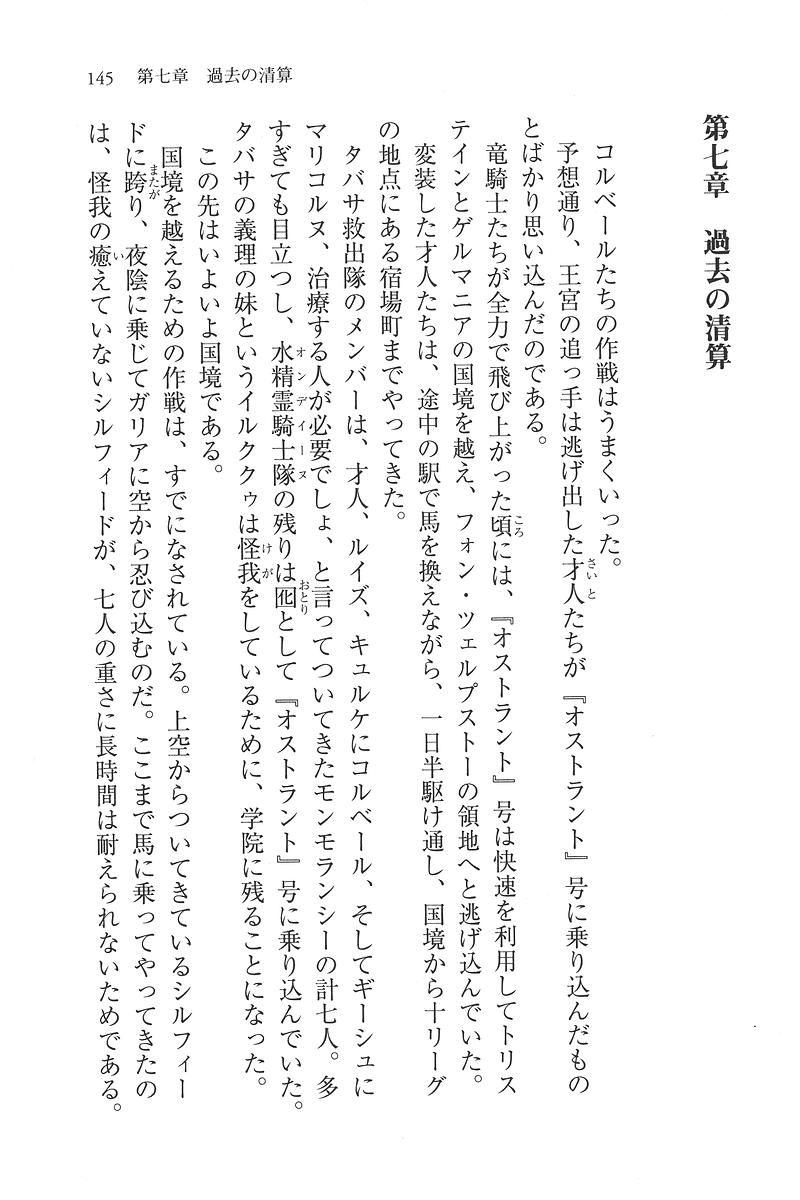 145　第七章　過去の清算
第七章　過去の清算
コルベールたちの作戦はうまくいった。
予想通り、王宮の追っ手は逃げ出した才人たちが『オストラント』号に乗り込んだもの
とばかり思い込んだのである。
竜騎士たちが全力で飛び上がった頃には、『オストラント』号は快速を利用してトリス
テインとゲルマニアの国境を越え、フォン・ツェルプストーの領地へと逃げ込んでいた。
変装した才人たちは、途中の駅で馬を換えながら、一日半駆け通し、国境から十リーグ
の地点にある宿場町までやってきた。
タバサ救出隊のメンバーは、才人、ルイズ、キュルケにコルベール、そしてギーシュに
マリコルヌ、治療する人が必要でしょ、と言ってついてきたモンモランシーの計七人。多
すぎても目立つし、水精霊騎士隊の残りは囮として『オストラント』号に乗り込んでいた。
タバサの義理の妹というイルククゥは怪我をしているために、学院に残ることになった。
この先はいよいよ国境である。
国境を越えるための作戦は、すでになされている。上空からついてきているシルフィー
ドに跨り、夜陰に乗じてガリアに空から忍び込むのだ。ここまで馬に乗ってやってきたの
は、怪我の癒えていないシルフィードが、七人の重さに長時間は耐えられないためである。